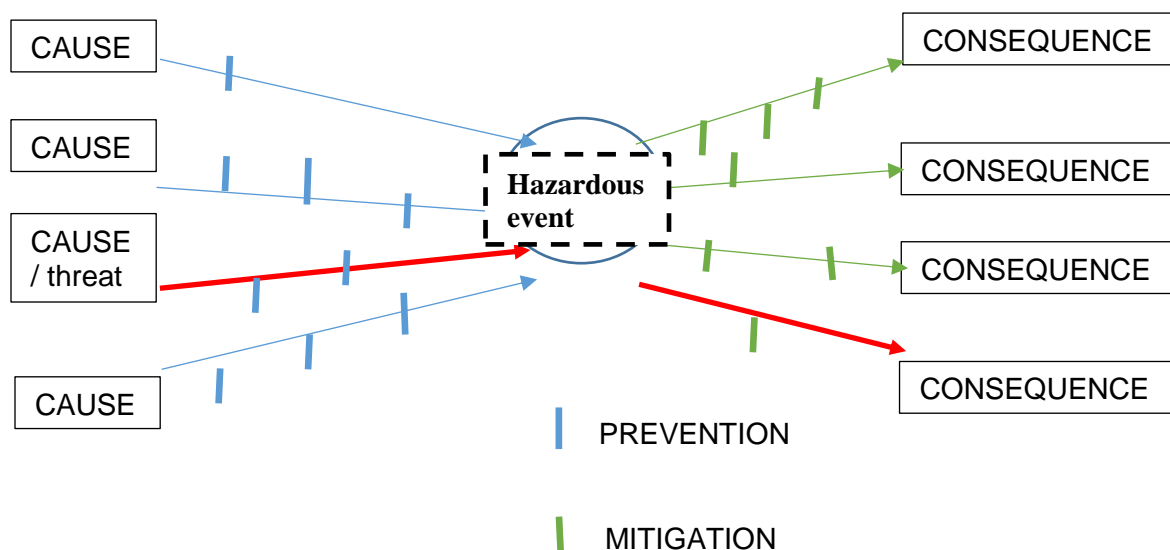 CAUSE
CAUSE
CAUSE
/ threat
CAUSE
Hazardous
event
CONSEQUENCE
CONSEQUENCE
CONSEQUENCE
CONSEQUENCE
PREVENTION
MITIGATION